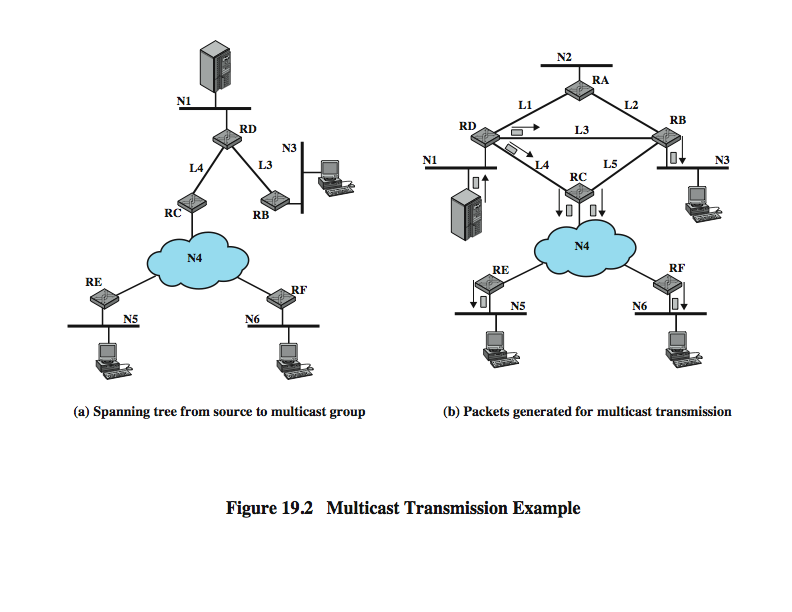 N1
RD
N3
L4
L3
RC
RB
N4
RE
RF
N5
N6
(a) Spanning tree from source to multicast group
N2
RA
L1
L2
RD
RB
L3
N1
L4
L5
N3
RC
N4
RE
RF
N5
N6
(b) Packets generated for multicast transmission
Figure 19.2 Multicast Transmission Example